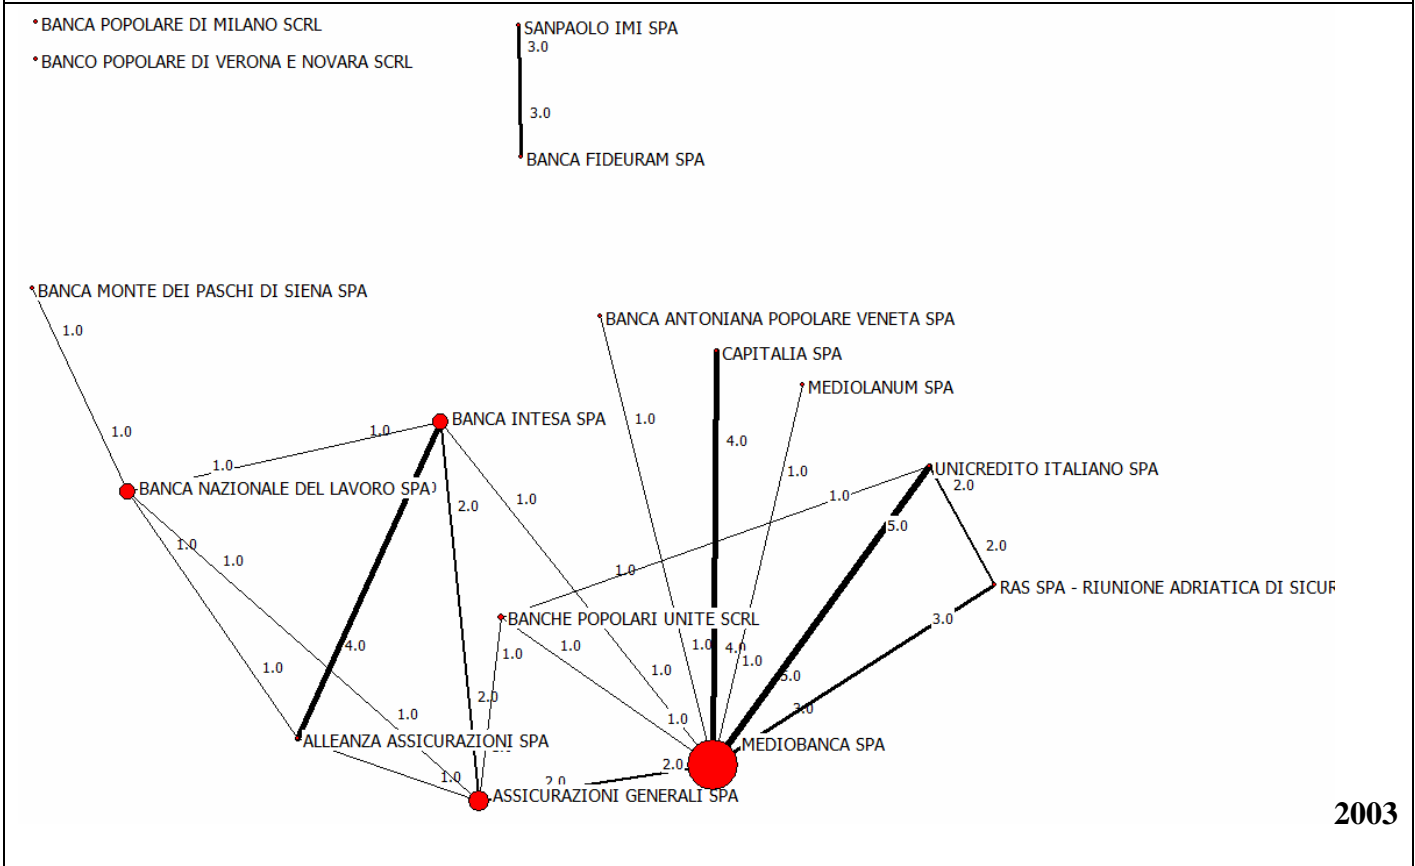 BANCA POPOLARE DI MILANO SCRL
SANPAOLO IMI SPA
3.0
BANCO POPOLARE DI VERONA E NOVARA SCRL
3.0
BANCA FIDEURAM SPA
BANCA MONTE DEI PASCHI DI SIENA SPA
1.0
BANCA ANTONIANA POPOLARE VENETA SPA
CAPITALIA SPA
MEDIOLANUM SPA
BANCA INTESA SPA
1.0
1.0
1.0
4.0
1.0
1.0
UNICREDITO ITALIANO SPA
2.0
BANCA NAZIONALE DEL LAVORO SPA
2.0
1.0
1.0
5.0
1.0
1.0
2.0
1.0
RAS SPA - RIUNIONE ADRIATICA DI SICUR
BANCHE POPOLARI UNITE SCRL
3.0
4.0
1.0
1.0
1.0
4.0
1.0
1.0
1.0
5.0
2.0
3.0
1.0
1.0
ALLEANZA ASSICURAZIONI SPA
MEDIOBANCA SPA
1.0
2.0
2.0
ASSICURAZIONI GENERALI SPA
2003